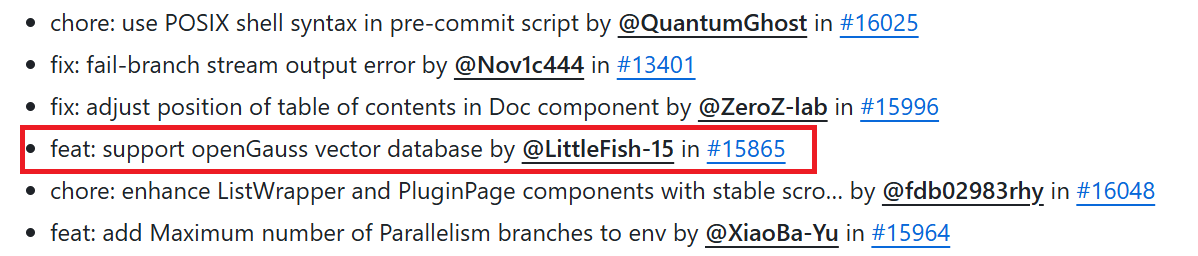 chore: use POSIX shell syntax in pre-commit script by @QuantumGhost in #16025
fix: fail-branch stream output error by @Nov1c444 in #13401
fix: adjust position of table of contents in Doc component by @ZeroZ-lab in #15996
feat: support openGauss vector database by @LittleFish-15 in #15865
chore: enhance ListWrapper and PluginPage components with stable scro... by @fdb02983rhy in #16048
feat: add Maximum number of Parallelism branches to env by @XiaoBa-Yu in #15964